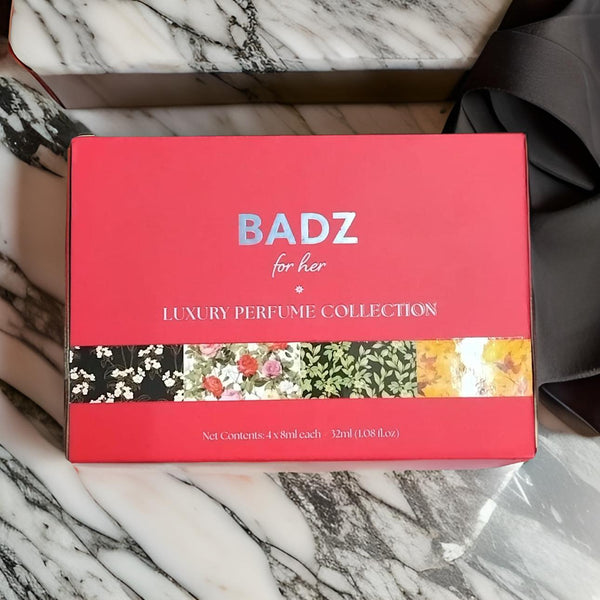 BADZ
for her
LUXURY PERFUME COLLECTION
Net Contents: 4 x 8ml each - 32ml (1.08 fl.oz)